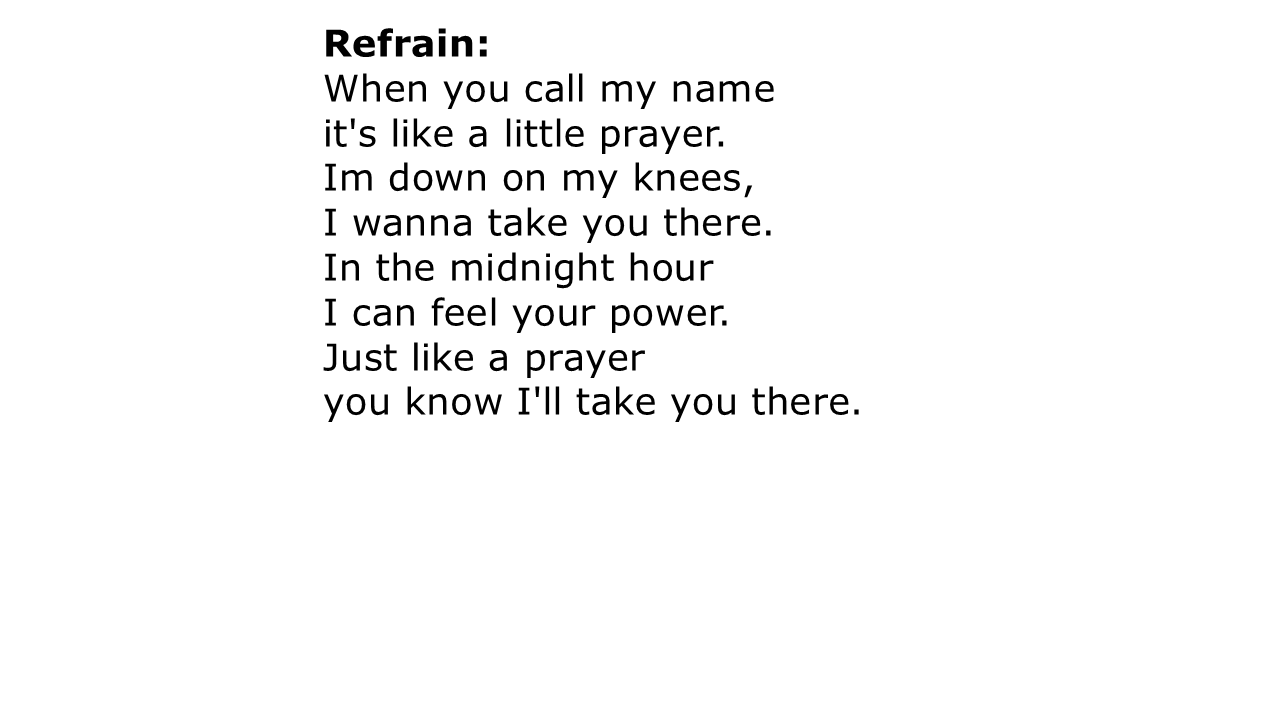 Refrain:
When you call my name
it's like a little prayer.
Im down on my knees,
I wanna take you there.
In the midnight hour
I can feel your power.
Just like a prayer
you know I'll take you there.